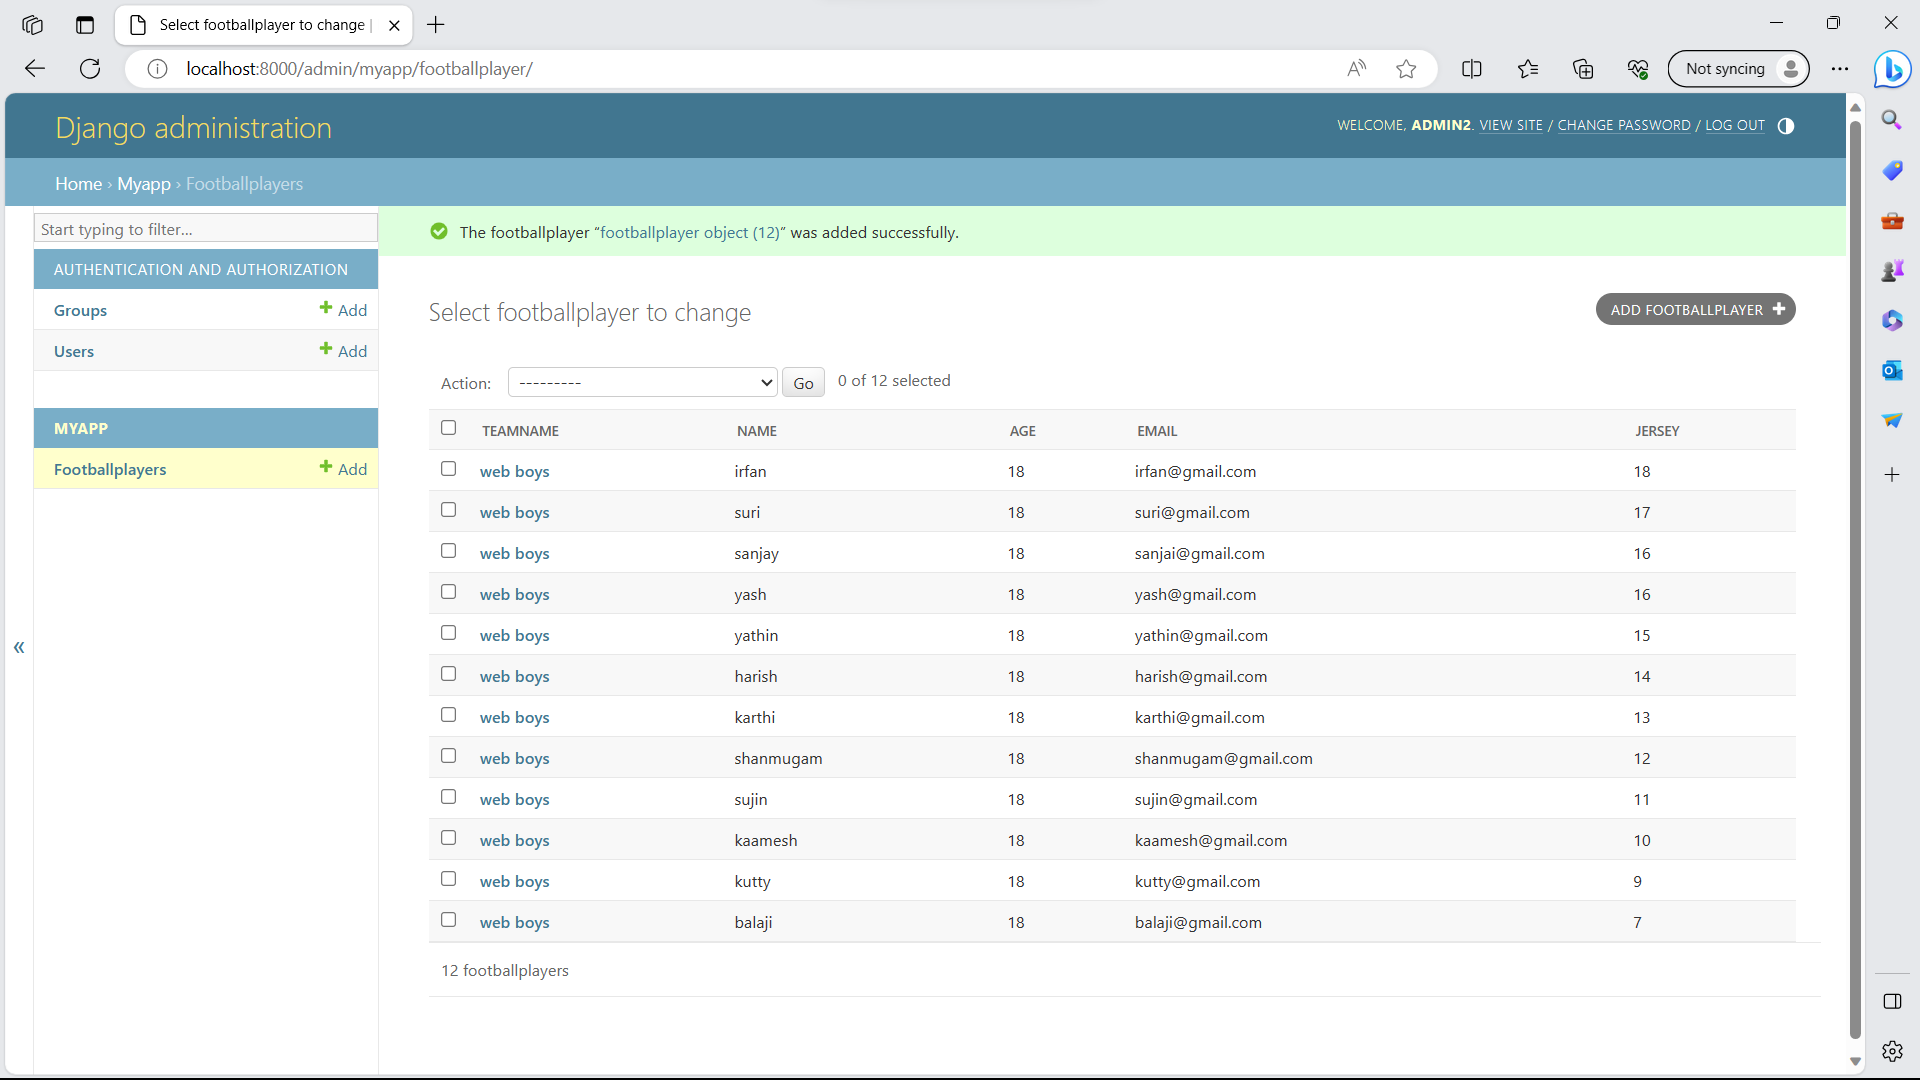 Select footballplayer to change |
localhost:8000/admin/myapp/footballplayer/
Not syncing
Django administration
WELCOME, ADMIN2. VIEW SITE / CHANGE PASSWORD / LOG OUT
Home › Myapp › Footballplayers
Start typing to filter...
The footballplayer “footballplayer object (12)” was added successfully.
AUTHENTICATION AND AUTHORIZATION
Groups + Add
Users + Add
MYAPP
Footballplayers + Add
«
Select footballplayer to change
ADD FOOTBALLPLAYER +
Action: --------- Go 0 of 12 selected
TEAMNAME NAME AGE EMAIL JERSEY
web boys irfan 18 irfan@gmail.com 18
web boys suri 18 suri@gmail.com 17
web boys sanjay 18 sanjai@gmail.com 16
web boys yash 18 yash@gmail.com 16
web boys yathin 18 yathin@gmail.com 15
web boys harish 18 harish@gmail.com 14
web boys karthi 18 karthi@gmail.com 13
web boys shanmugam 18 shanmugam@gmail.com 12
web boys sujin 18 sujin@gmail.com 11
web boys kaamesh 18 kaamesh@gmail.com 10
web boys kutty 18 kutty@gmail.com 9
web boys balaji 18 balaji@gmail.com 7
12 footballplayers